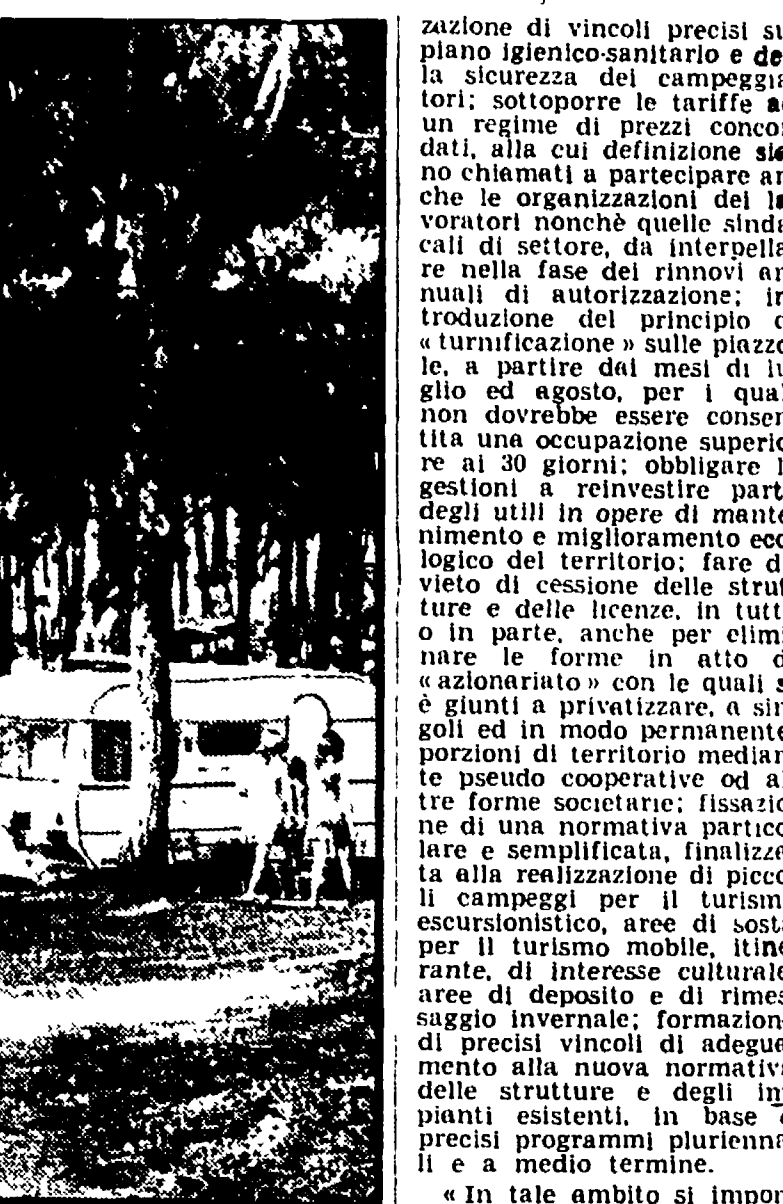 zazione di vincoli precisi su
piano igienico-sanitario e de
la sicurezza dei campeggia
tori; sottoporre le tariffe a
un regime di prezzi concor
dati, alla cui definizione sia
no chiamati a partecipare an
che le organizzazioni dei la
voratori nonchè quelle sinda
cali di settore, da interpella
re nella fase dei rinnovi an
nuali di autorizzazione; in
troduzione del principio d
« turnificazione » sulle piazzo
le, a partire dai mesi di lu
glio ed agosto, per i qual
non dovrebbe essere consen
tita una occupazione superio
re ai 30 giorni; obbligare l
gestioni a reinvestire part
degli utili in opere di mante
nimento e miglioramento eco
logico del territorio; fare di
vieto di cessione delle strut
ture e delle licenze, in tutt
o in parte, anche per elimi
nare le forme in atto d
« azionariato » con le quali s
è giunti a privatizzare, a sin
goli ed in modo permanente
porzioni di territorio median
te pseudo cooperative od al
tre forme societarie; fissazio
ne di una normativa partico
lare e semplificata, finalizza
ta alla realizzazione di picco
li campeggi per il turism
escursionistico, aree di sosta
per il turismo mobile, itine
rante, di interesse culturale
aree di deposito e di rimes
saggio invernale; formazion
di precisi vincoli di adegua
mento alla nuova normativa
delle strutture e degli im
pianti esistenti, in base a
precisi programmi plurienna
li e a medio termine.
« In tale ambito si impon